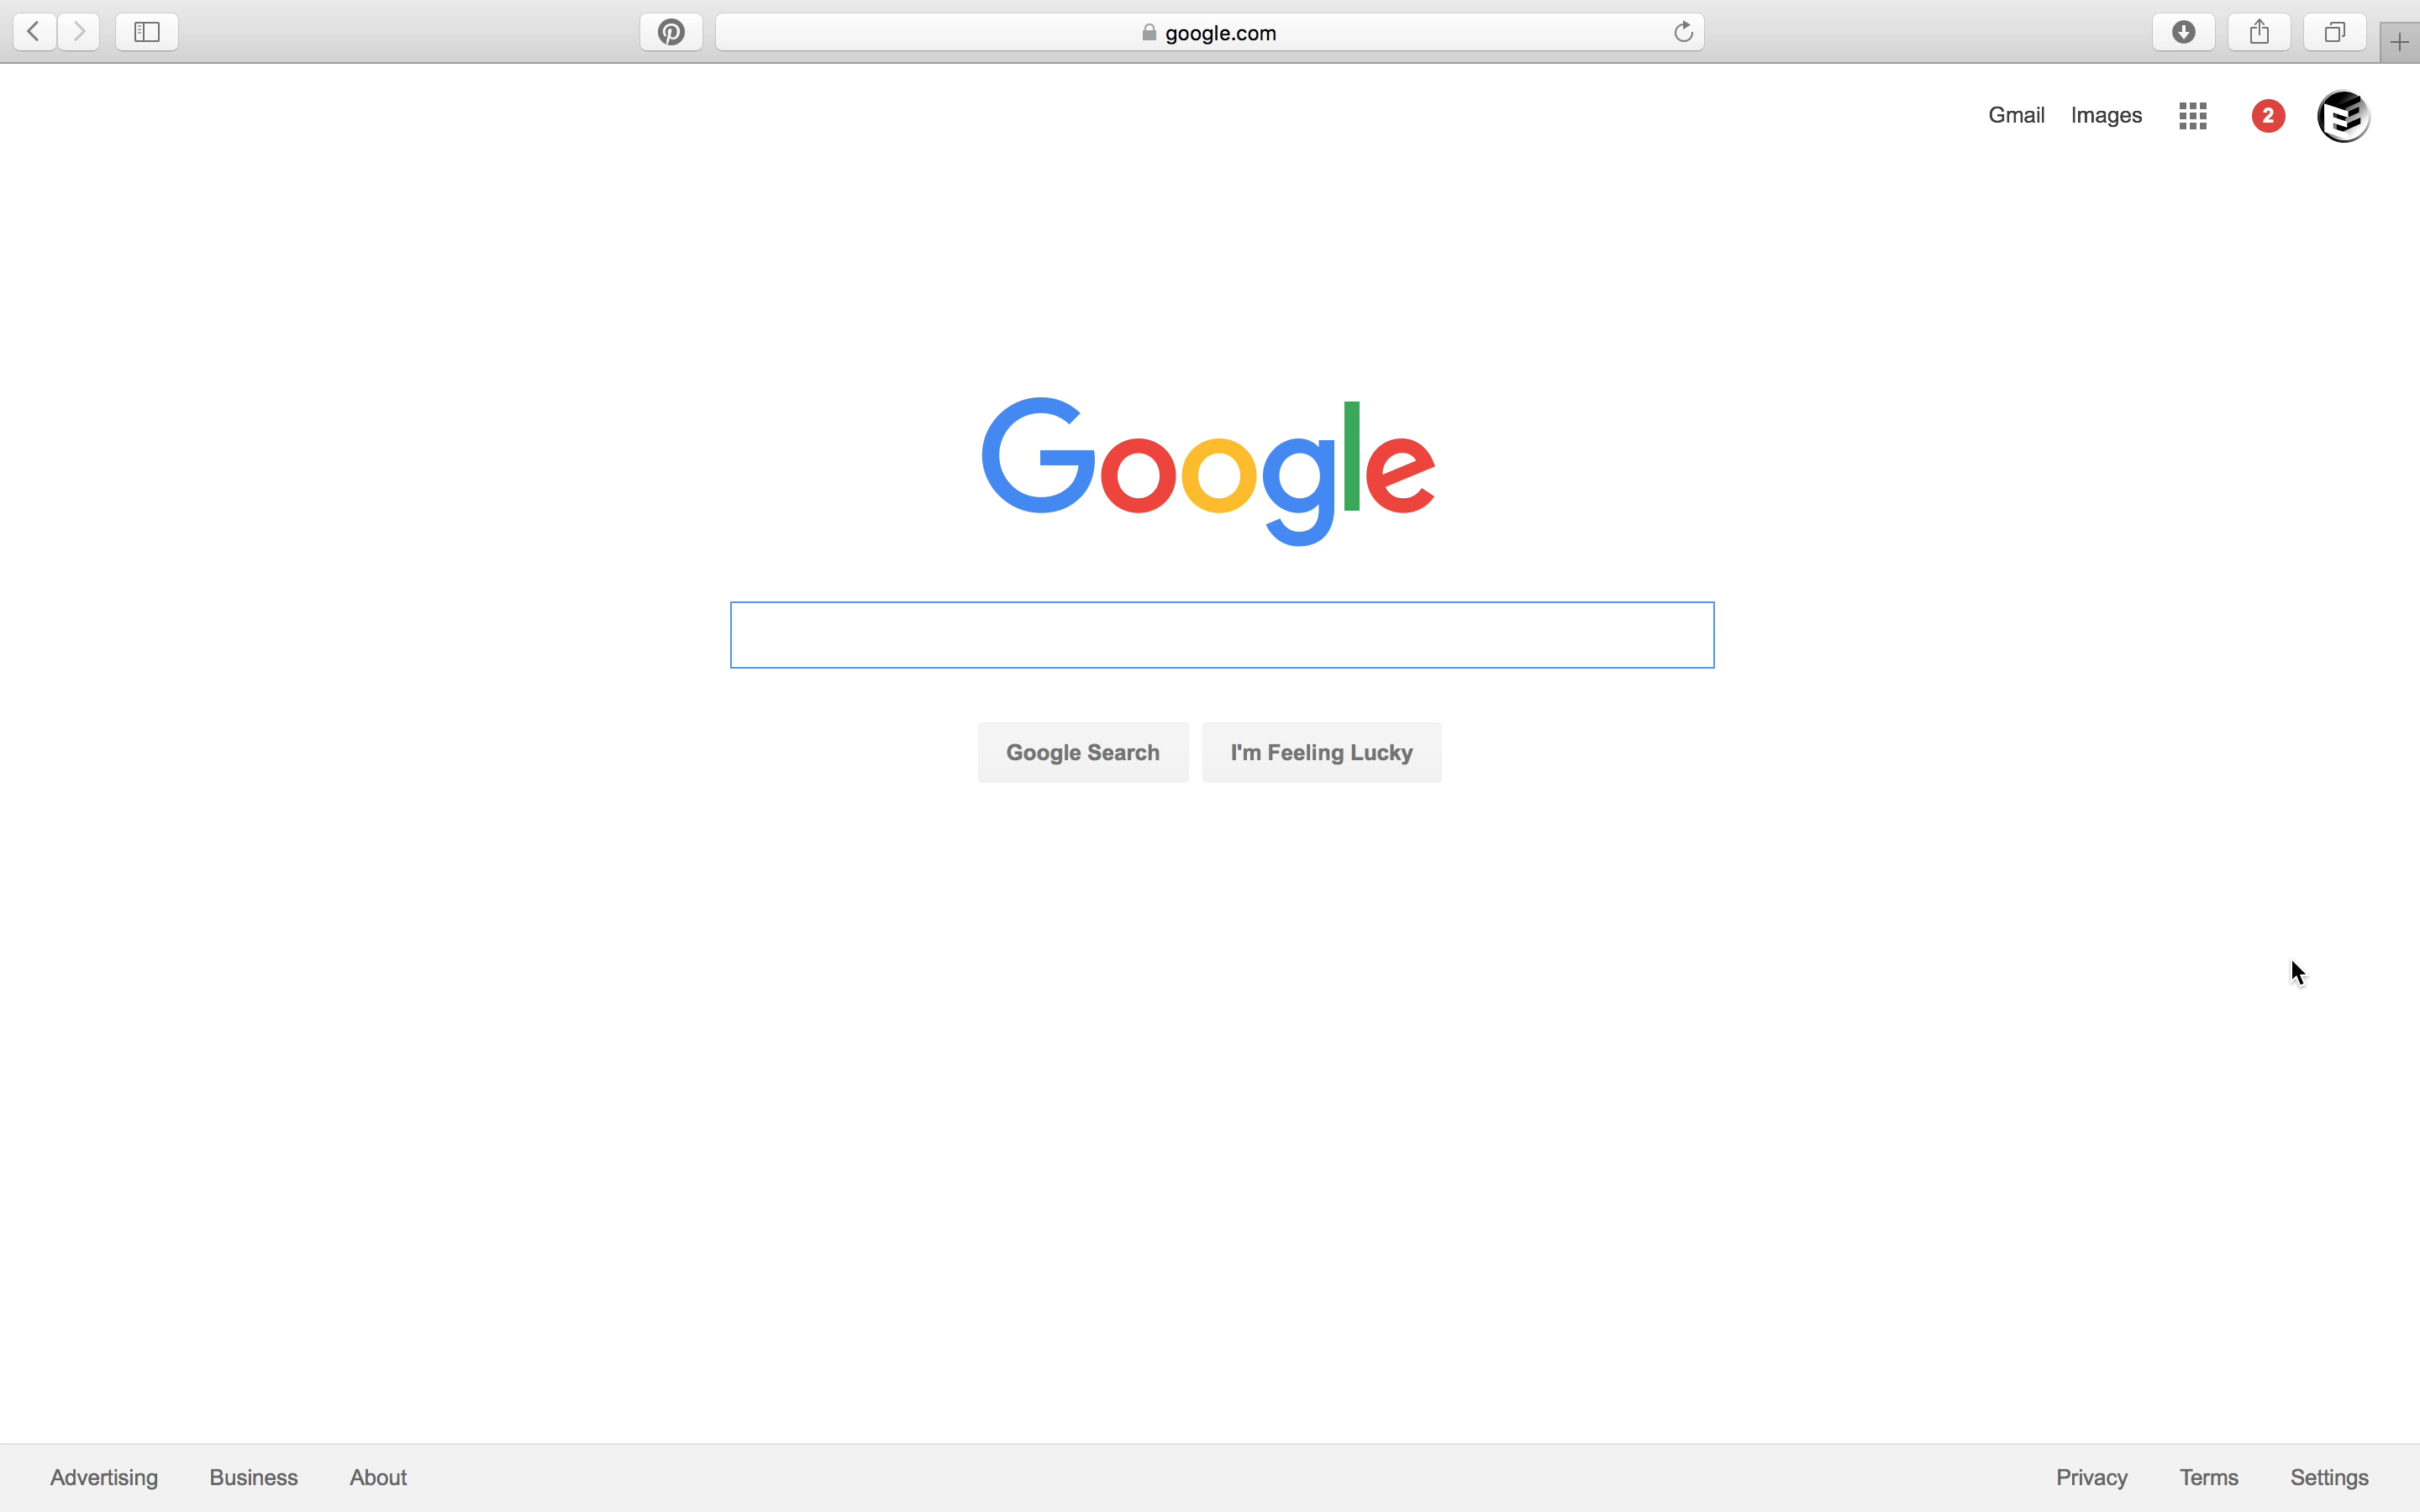 google.com
Gmail Images 2
Google
Google Search I'm Feeling Lucky
Advertising Business About Privacy Terms Settings